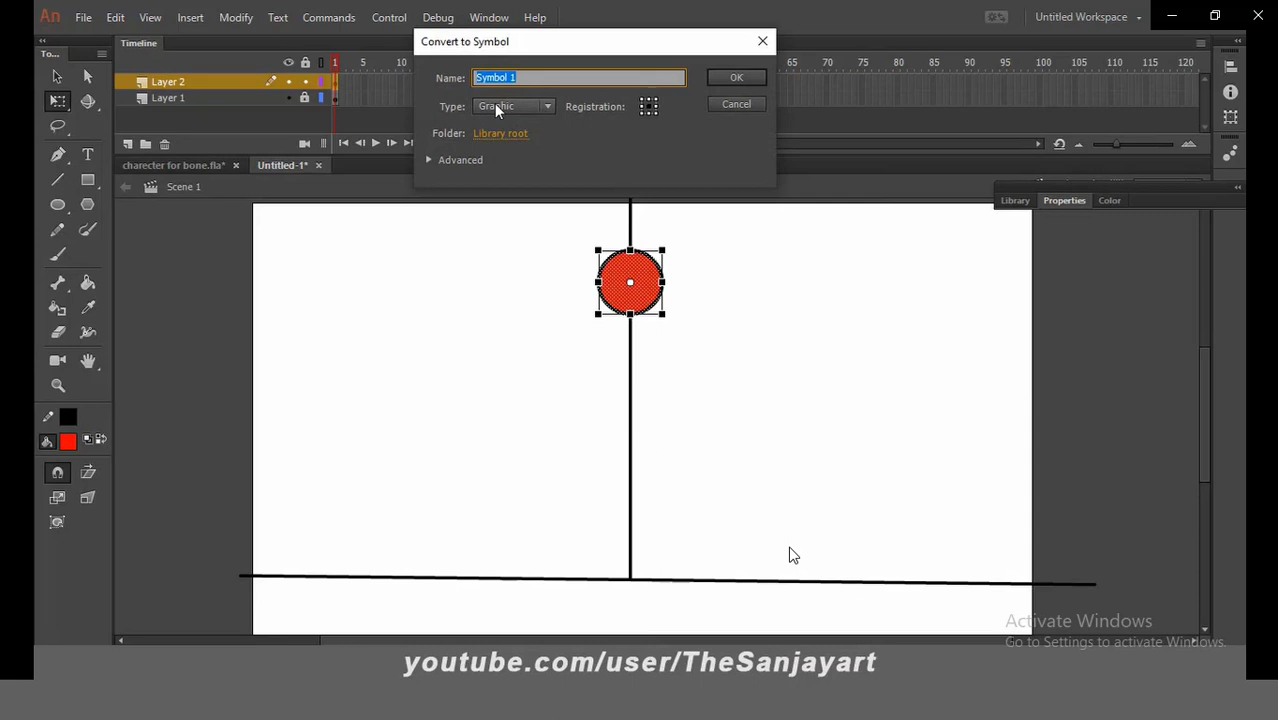 An File Edit View Insert Modify Text Commands Control Debug Window Help Untitled Workspace
Convert to Symbol
Timeline
To...
1 5 10 65 70 75 80 85 90 95 100 105 110 115 120
Name: Symbol 1 OK
Layer 2
Layer 1
Type: Graphic Registration: Cancel
Folder: Library root
Advanced
charecter for bone.fla* Untitled-1*
Scene 1
Library Properties Color
T
Activate Windows
Go to Settings to activate Windows.
youtube.com/user/TheSanjayart